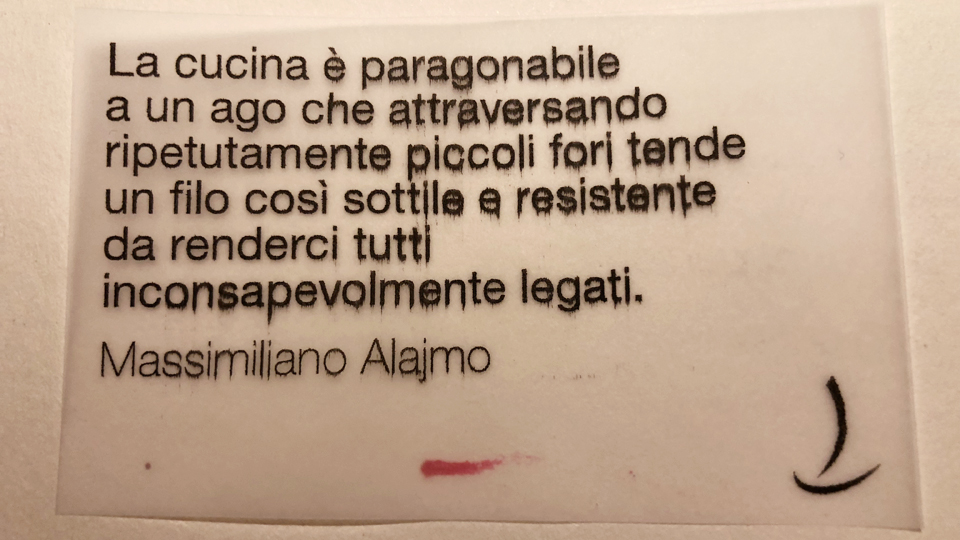 La cucina è paragonabile
a un ago che attraversando
ripetutamente piccoli fori tende
un filo così sottile e resistente
da renderci tutti
inconsapevolmente legati.
Massimiliano Alajmo